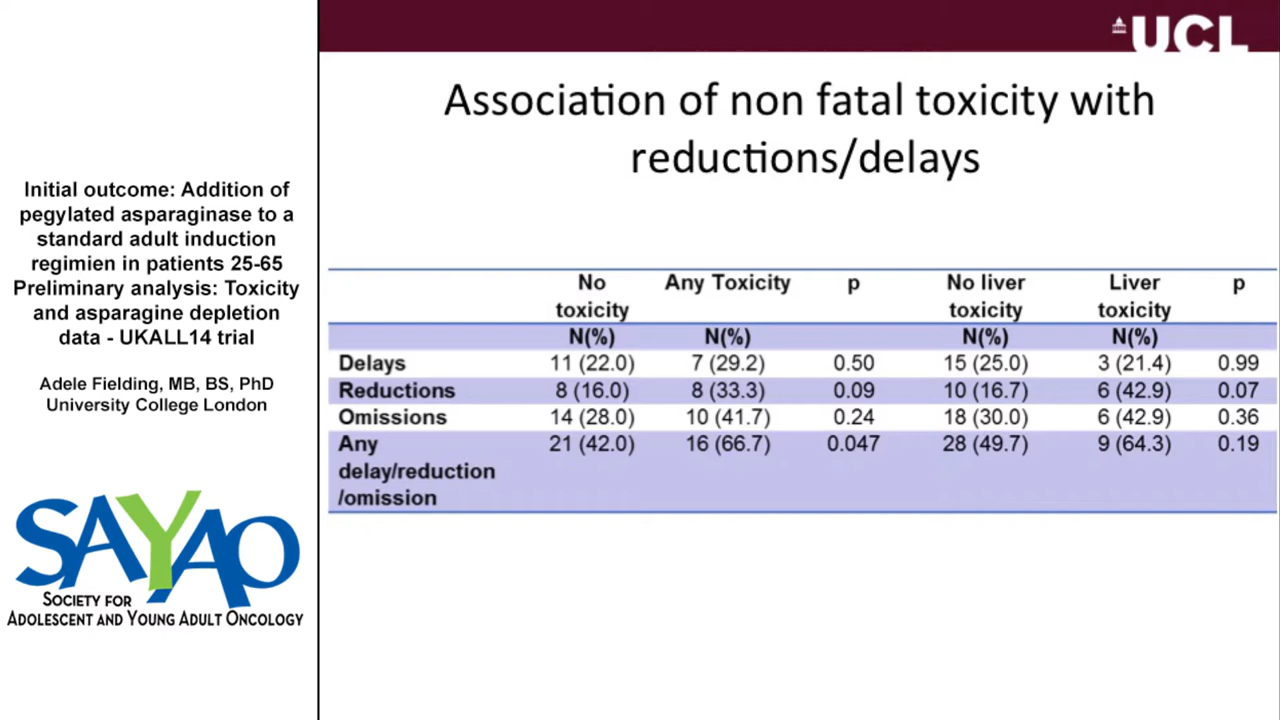 UCL
Association of non fatal toxicity with
reductions/delays
Initial outcome: Addition of
pegylated asparaginase to a
standard adult induction
regimien in patients 25-65
Preliminary analysis: Toxicity
and asparagine depletion
data - UKALL14 trial
Adele Fielding, MB, BS, PhD
University College London
SAYAO
SOCIETY FOR
ADOLESCENT AND YOUNG ADULT ONCOLOGY
No toxicity Any Toxicity p No liver toxicity Liver toxicity p
N(%) N(%) N(%) N(%)
Delays 11 (22.0) 7 (29.2) 0.50 15 (25.0) 3 (21.4) 0.99
Reductions 8 (16.0) 8 (33.3) 0.09 10 (16.7) 6 (42.9) 0.07
Omissions 14 (28.0) 10 (41.7) 0.24 18 (30.0) 6 (42.9) 0.36
Any 21 (42.0) 16 (66.7) 0.047 28 (49.7) 9 (64.3) 0.19
delay/reduction
/omission